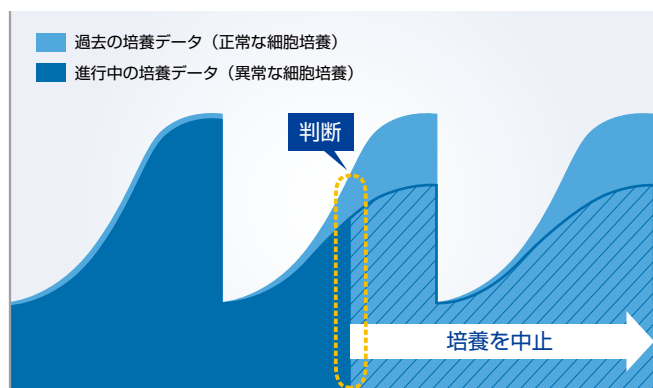 過去の培養データ（正常な細胞培養）
進行中の培養データ（異常な細胞培養）
判断
培養を中止